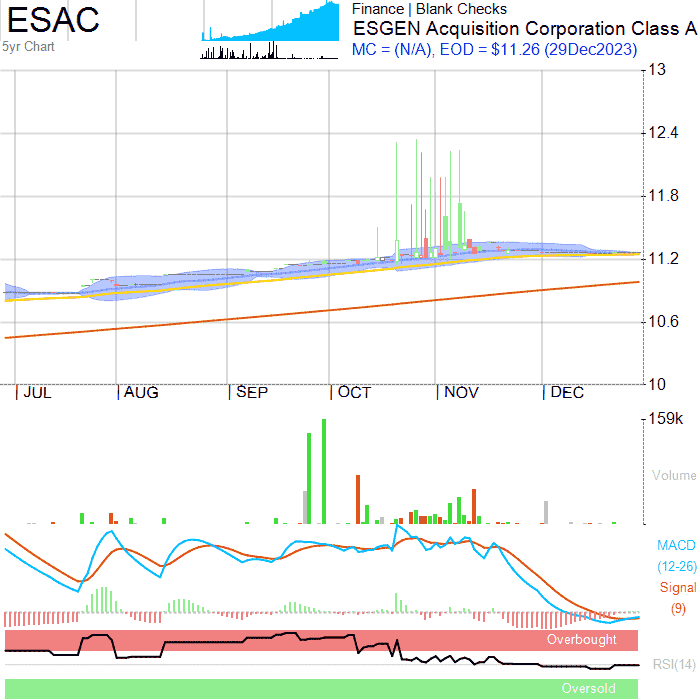 ESAC
5yr Chart
Finance | Blank Checks
ESGEN Acquisition Corporation Class A
MC = (N/A), EOD = $11.26 (29Dec2023)
13
12.4
11.8
11.2
10.6
10
JUL AUG SEP OCT NOV DEC
159k
Volume
MACD
(12-26)
Signal
(9)
Overbought
RSI(14)
Oversold